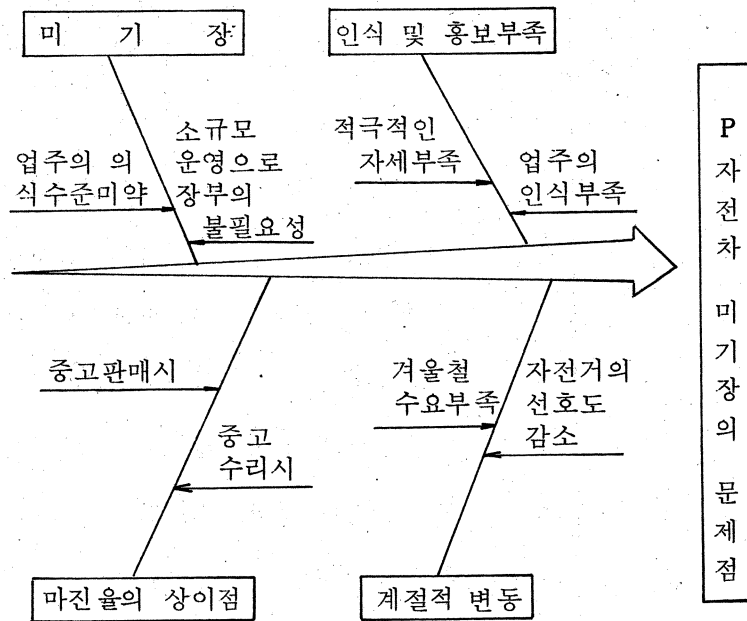 미 기 장
인식 및 홍보부족
소규모
운영으로
장부의
불필요성
업주의 의
식수준미약
적극적인
자세부족
업주의
인식부족
P
자
전
차
미
기
장
의
문
제
점
중고판매시
중고
수리시
겨울철
수요부족
자전거의
선호도
감소
마진율의 상이점
계절적 변동